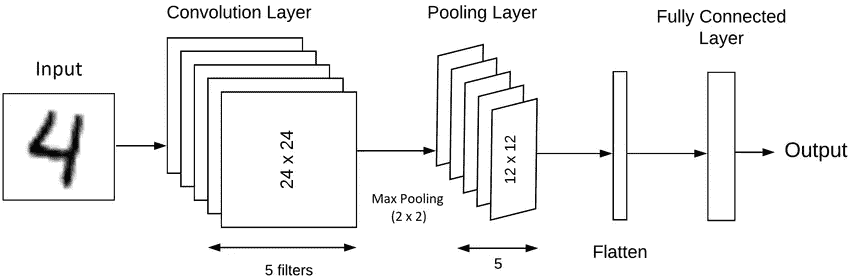 Convolution Layer
Pooling Layer
Fully Connected
Layer
Input
4
24 x 24
12 x 12
Output
Max Pooling
(2 x 2)
Flatten
5 filters
5